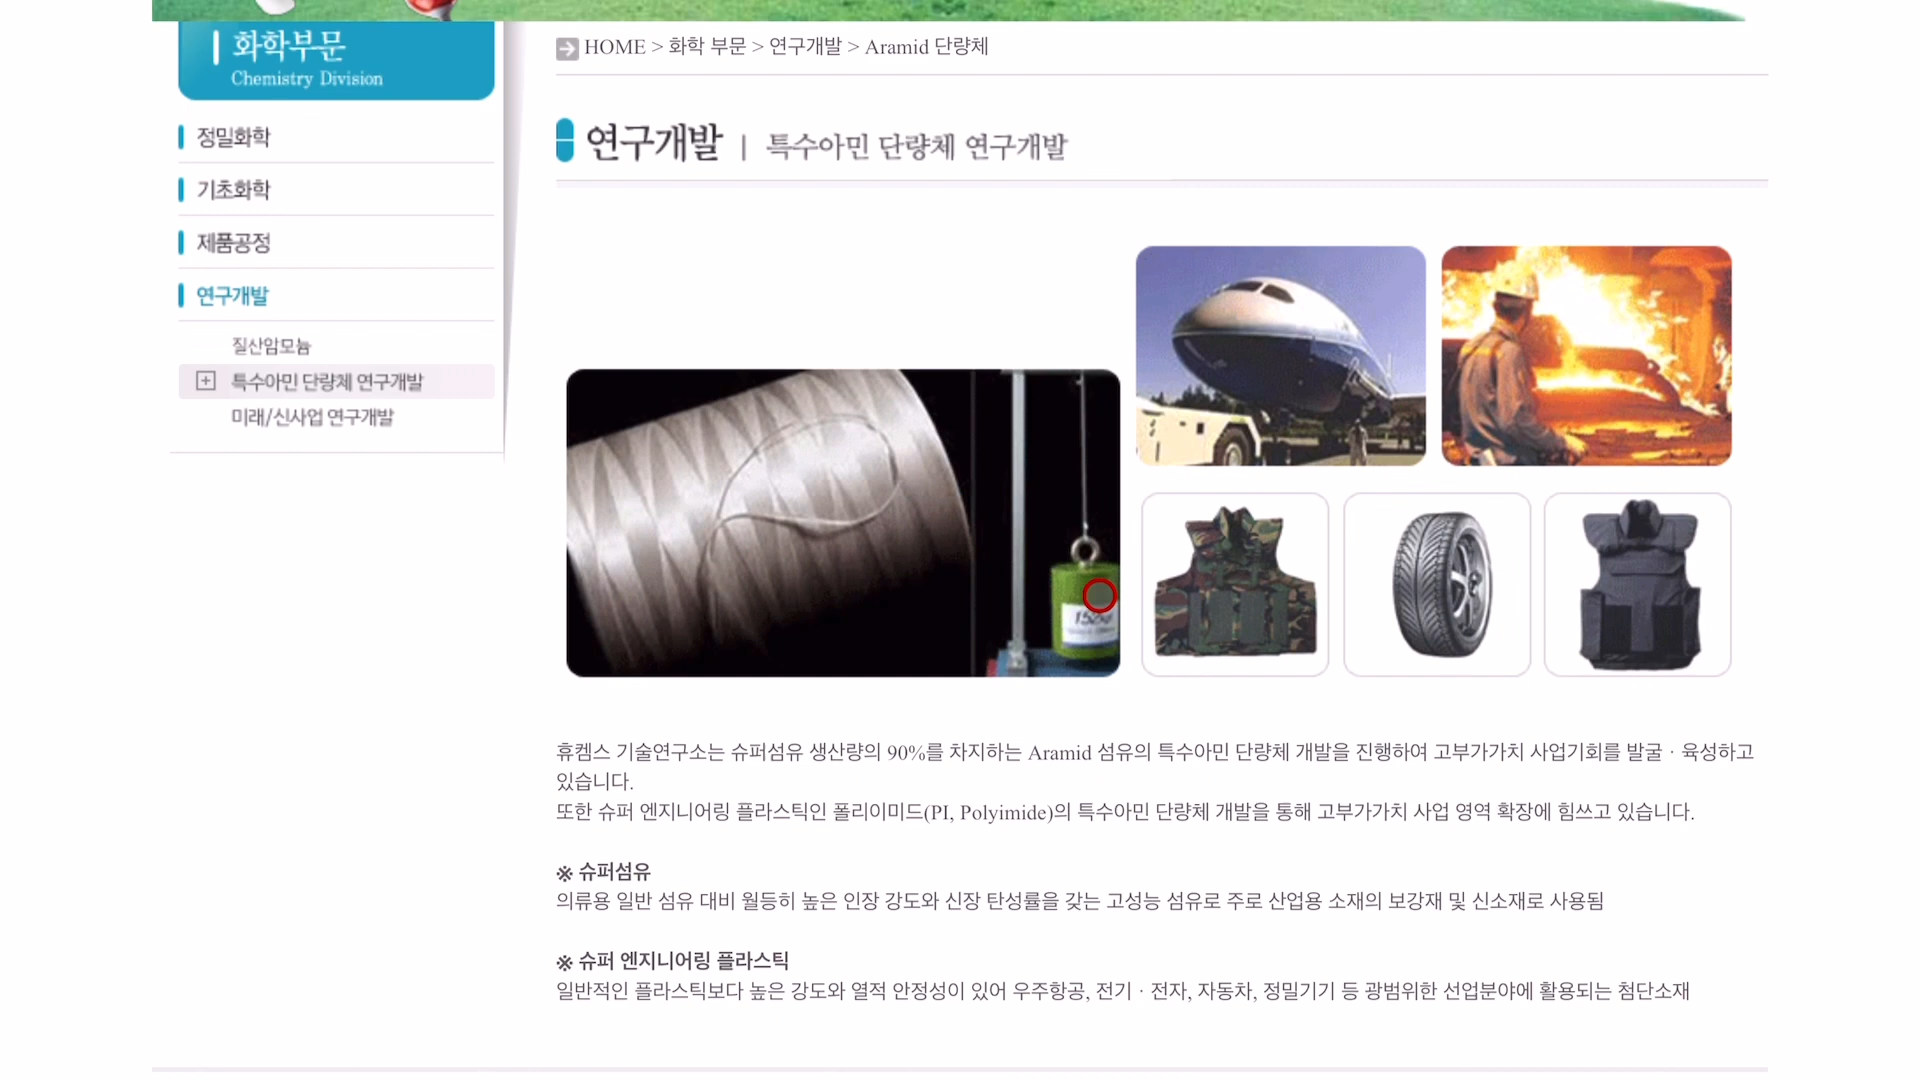 화학부문
Chemistry Division
정밀화학
기초화학
제품공정
연구개발
질산암모늄
특수아민 단량체 연구개발
미래/신사업 연구개발
HOME > 화학 부문 > 연구개발 > Aramid 단량체
연구개발 | 특수아민 단량체 연구개발
휴켐스 기술연구소는 슈퍼섬유 생산량의 90%를 차지하는 Aramid 섬유의 특수아민 단량체 개발을 진행하여 고부가가치 사업기회를 발굴 · 육성하고
있습니다.
또한 슈퍼 엔지니어링 플라스틱인 폴리이미드(PI, Polyimide)의 특수아민 단량체 개발을 통해 고부가가치 사업 영역 확장에 힘쓰고 있습니다.
※ 슈퍼섬유
의류용 일반 섬유 대비 월등히 높은 인장 강도와 신장 탄성률을 갖는 고성능 섬유로 주로 산업용 소재의 보강재 및 신소재로 사용됨
※ 슈퍼 엔지니어링 플라스틱
일반적인 플라스틱보다 높은 강도와 열적 안정성이 있어 우주항공, 전기 · 전자, 자동차, 정밀기기 등 광범위한 선업분야에 활용되는 첨단소재